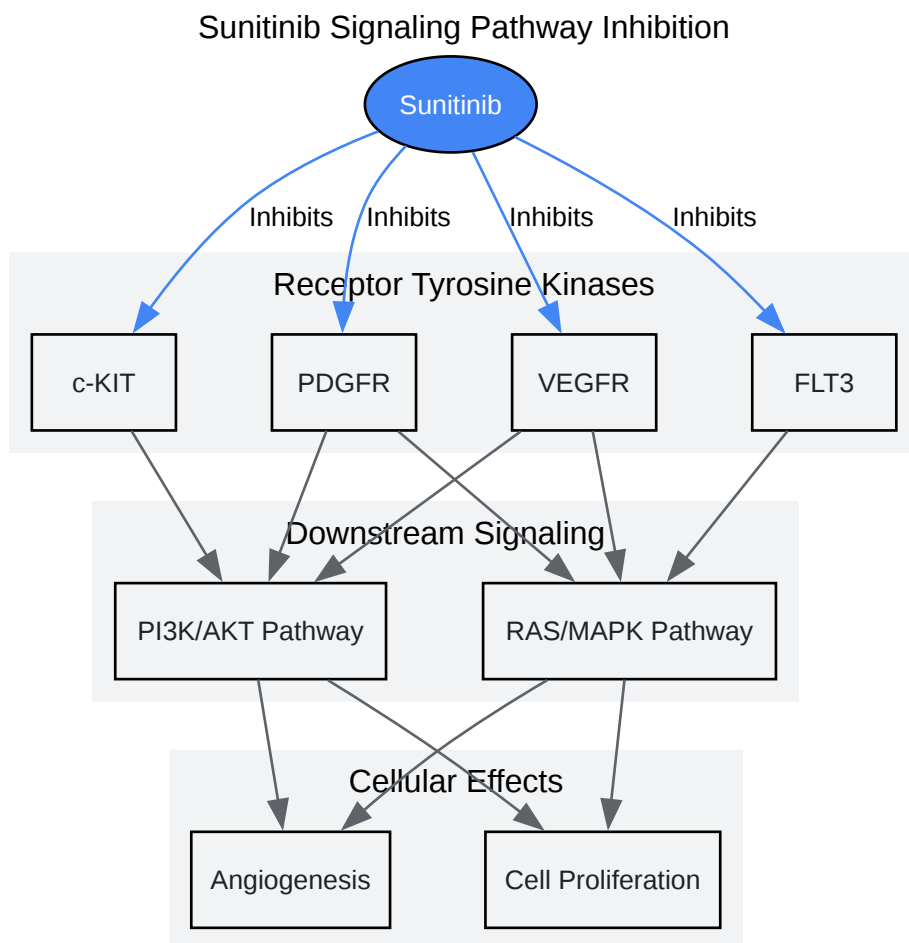 Sunitinib Signaling Pathway Inhibition
Sunitinib
Inhibits
Inhibits
Inhibits
Inhibits
Receptor Tyrosine Kinases
c-KIT
PDGFR
VEGFR
FLT3
Downstream Signaling
PI3K/AKT Pathway
RAS/MAPK Pathway
Cellular Effects
Angiogenesis
Cell Proliferation